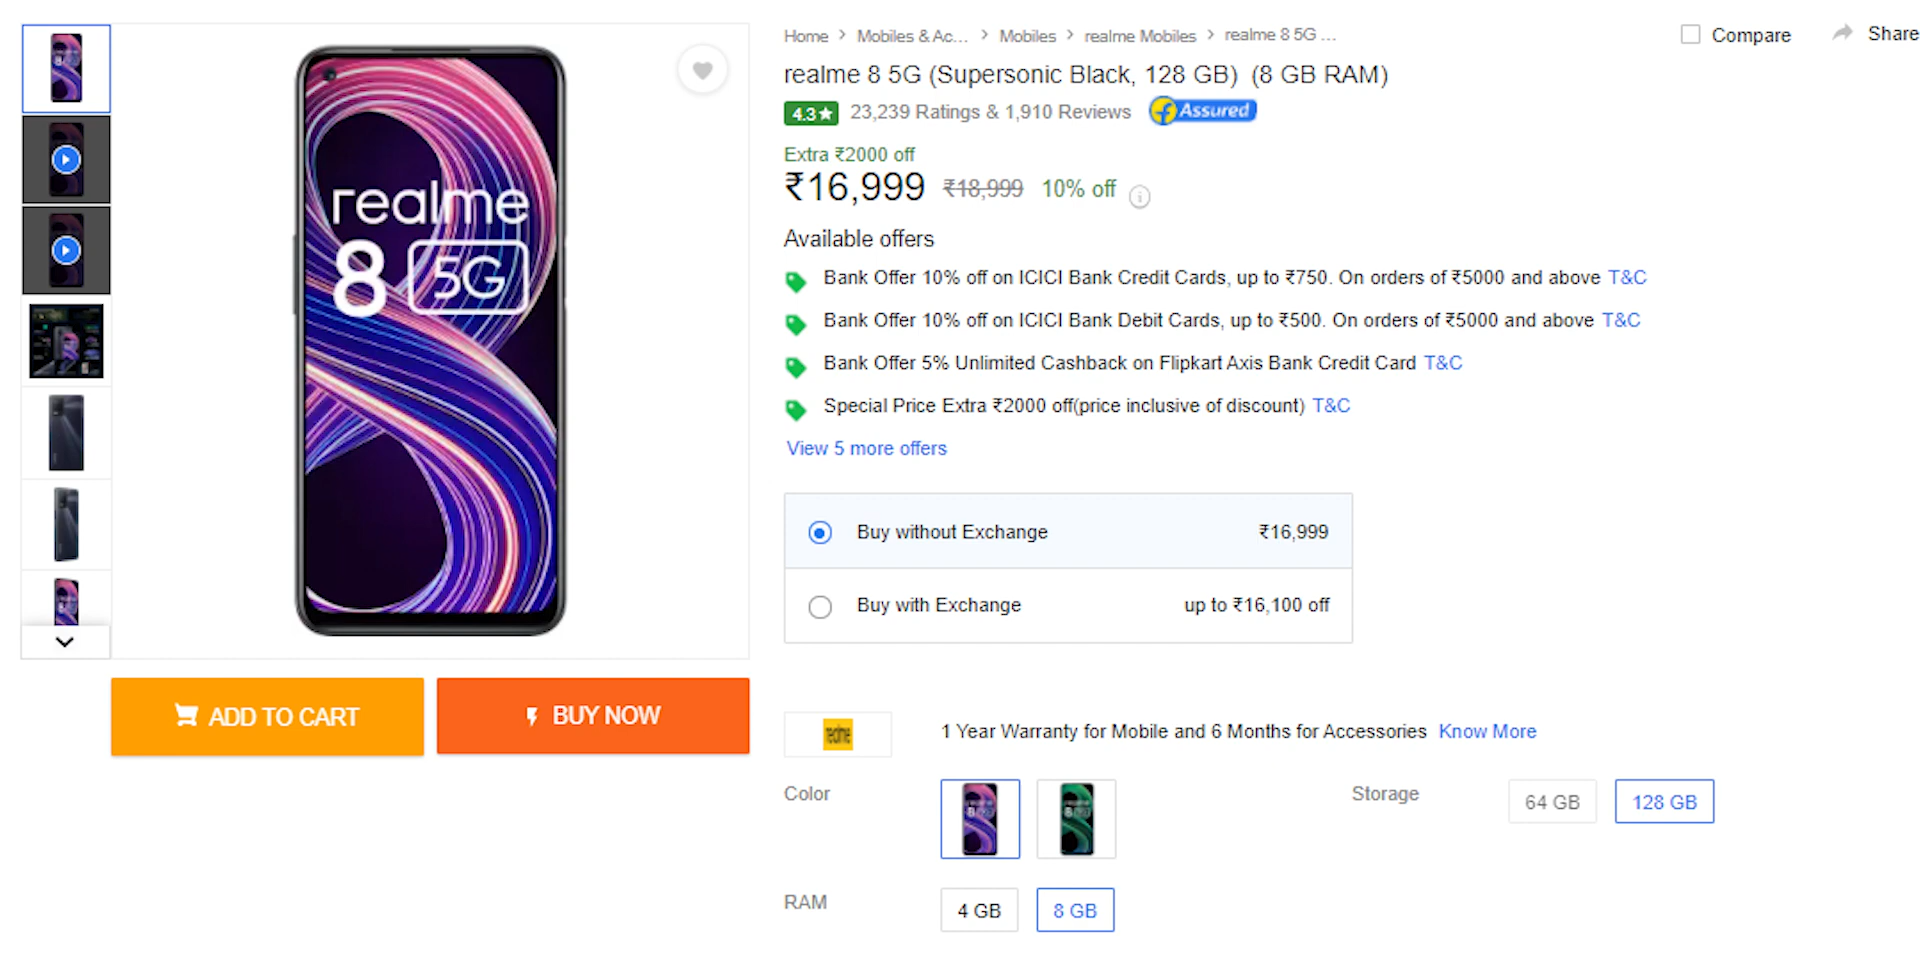 Home > Mobiles & Ac... > Mobiles > realme Mobiles > realme 8 5G ...
Compare
Share
realme 8 5G (Supersonic Black, 128 GB) (8 GB RAM)
4.3★ 23,239 Ratings & 1,910 Reviews Assured
Extra ₹2000 off
₹16,999 ₹18,999 10% off
Available offers
Bank Offer 10% off on ICICI Bank Credit Cards, up to ₹750. On orders of ₹5000 and above T&C
Bank Offer 10% off on ICICI Bank Debit Cards, up to ₹500. On orders of ₹5000 and above T&C
Bank Offer 5% Unlimited Cashback on Flipkart Axis Bank Credit Card T&C
Special Price Extra ₹2000 off(price inclusive of discount) T&C
View 5 more offers
realme
8 5G
Buy without Exchange ₹16,999
Buy with Exchange up to ₹16,100 off
ADD TO CART
BUY NOW
realme
1 Year Warranty for Mobile and 6 Months for Accessories Know More
Color
Storage 64 GB 128 GB
RAM 4 GB 8 GB